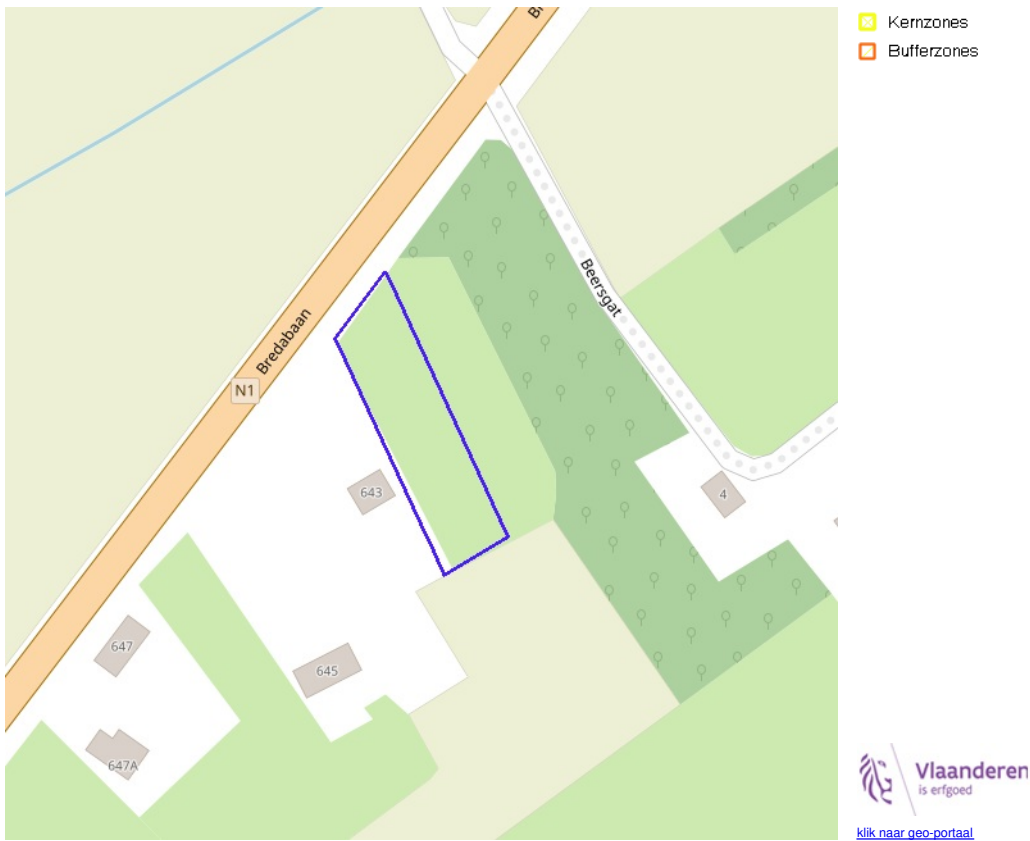 Kernzones
Bufferzones
Beersgat
Bredabaan
N1
643
4
647
645
647A
Vlaanderen
is erfgoed
klik naar geo-portaal